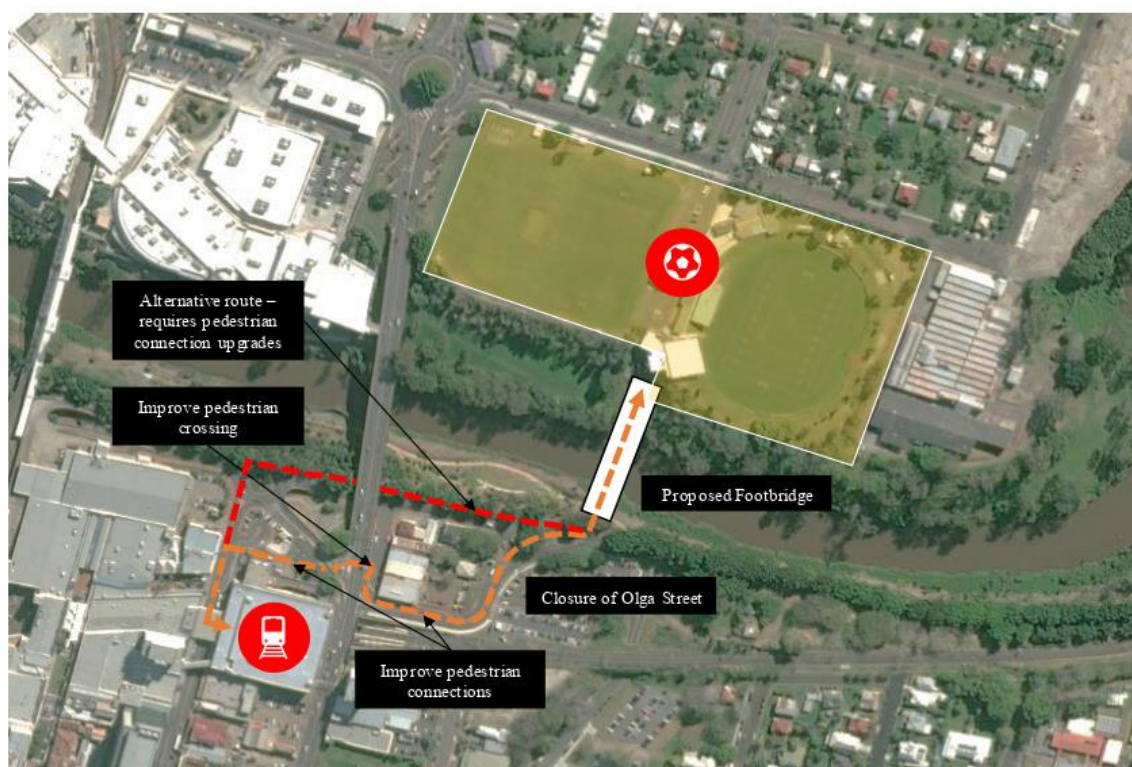 Alternative route –
requires pedestrian
connection upgrades
Improve pedestrian
crossing
Proposed Footbridge
Closure of Olga Street
Improve pedestrian
connections